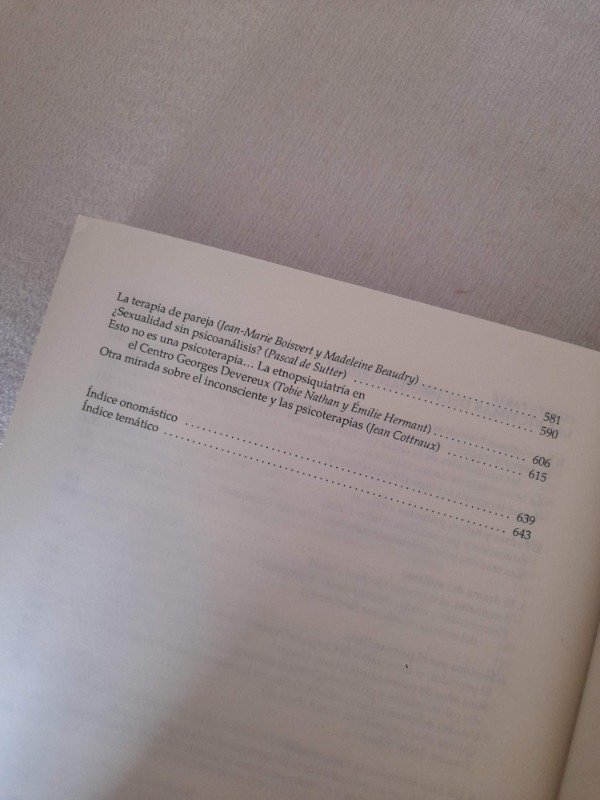 La terapia de pareja (Jean-Marie Boisvert y Madeleine Beaudry) 581
¿Sexualidad sin psicoanálisis? (Pascal de Sutter) 590
Esto no es una psicoterapia... La etnopsiquiatría en
el Centro Georges Devereux (Tobie Nathan y Émilie Hermant) 606
Otra mirada sobre el inconsciente y las psicoterapias (Jean Cottraux) 615
Índice onomástico 639
Índice temático 643